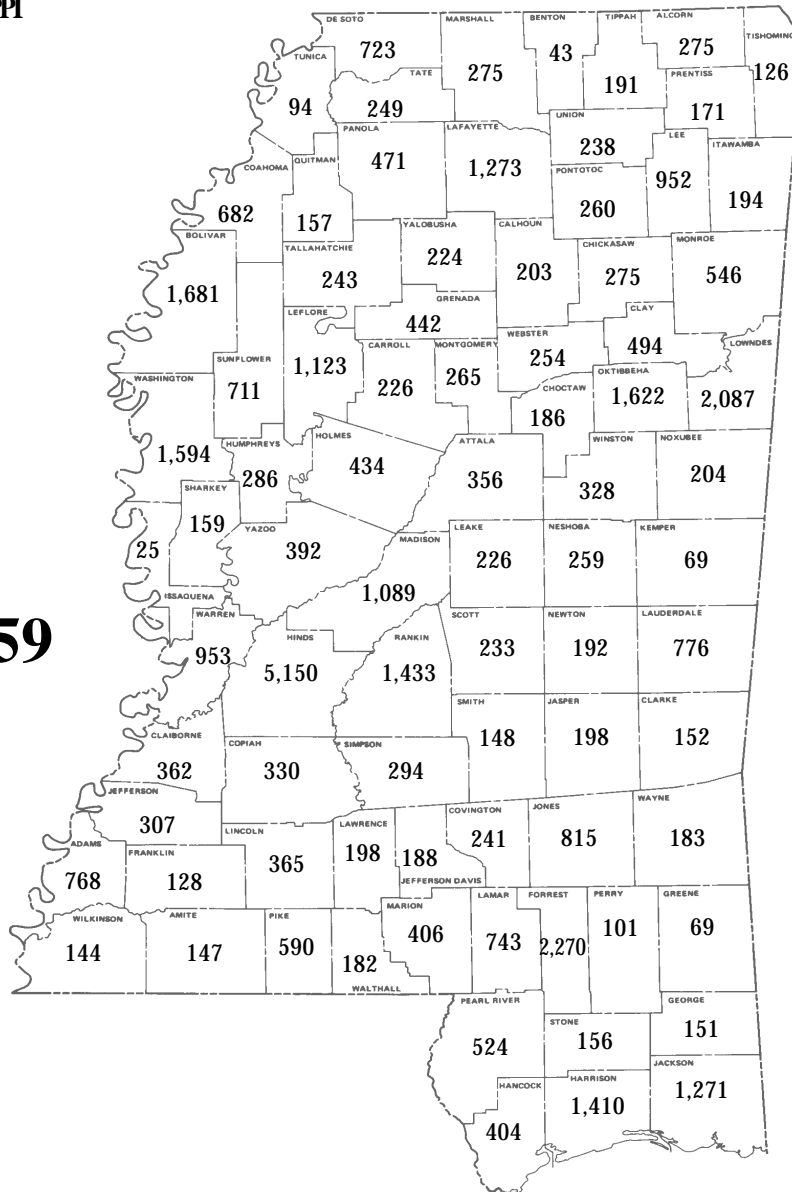 PI
DE SOTO
723
MARSHALL
275
BENTON
43
TIPPAH
191
ALCORN
275
TISHOMING
126
TUNICA
94
TATE
249
PRENTISS
171
PANOLA
471
LAFAYETTE
1,273
UNION
238
LEE
952
ITAWAMBA
194
COAHOMA
682
QUITMAN
157
PONTOTOC
260
BOLIVAR
1,681
TALLAHATCHIE
243
YALOBUSHA
224
CALHOUN
203
CHICKASAW
275
MONROE
546
GRENADA
442
LEFLORE
1,123
CLAY
494
WEBSTER
254
LOWNDES
2,087
CARROLL
226
MONTGOMERY
265
OKTIBBEHA
1,622
SUNFLOWER
711
WASHINGTON
1,594
CHOCTAW
186
HUMPHREYS
286
HOLMES
434
ATTALA
356
WINSTON
328
NOXUBEE
204
SHARKEY
159
YAZOO
392
25
ISSAQUENA
MADISON
1,089
LEAKE
226
NESHOBA
259
KEMPER
69
59
WARREN
953
HINDS
5,150
RANKIN
1,433
SCOTT
233
NEWTON
192
LAUDERDALE
776
SMITH
148
JASPER
198
CLARKE
152
CLAIBORNE
362
COPIAH
330
SIMPSON
294
JEFFERSON
307
LINCOLN
365
LAWRENCE
198
188
JEFFERSON DAVIS
COVINGTON
241
JONES
815
WAYNE
183
ADAMS
768
FRANKLIN
128
WILKINSON
144
AMITE
147
PIKE
590
182
WALTHALL
MARION
406
LAMAR
743
FORREST
2,270
PERRY
101
GREENE
69
PEARL RIVER
524
STONE
156
GEORGE
151
HANCOCK
404
HARRISON
1,410
JACKSON
1,271